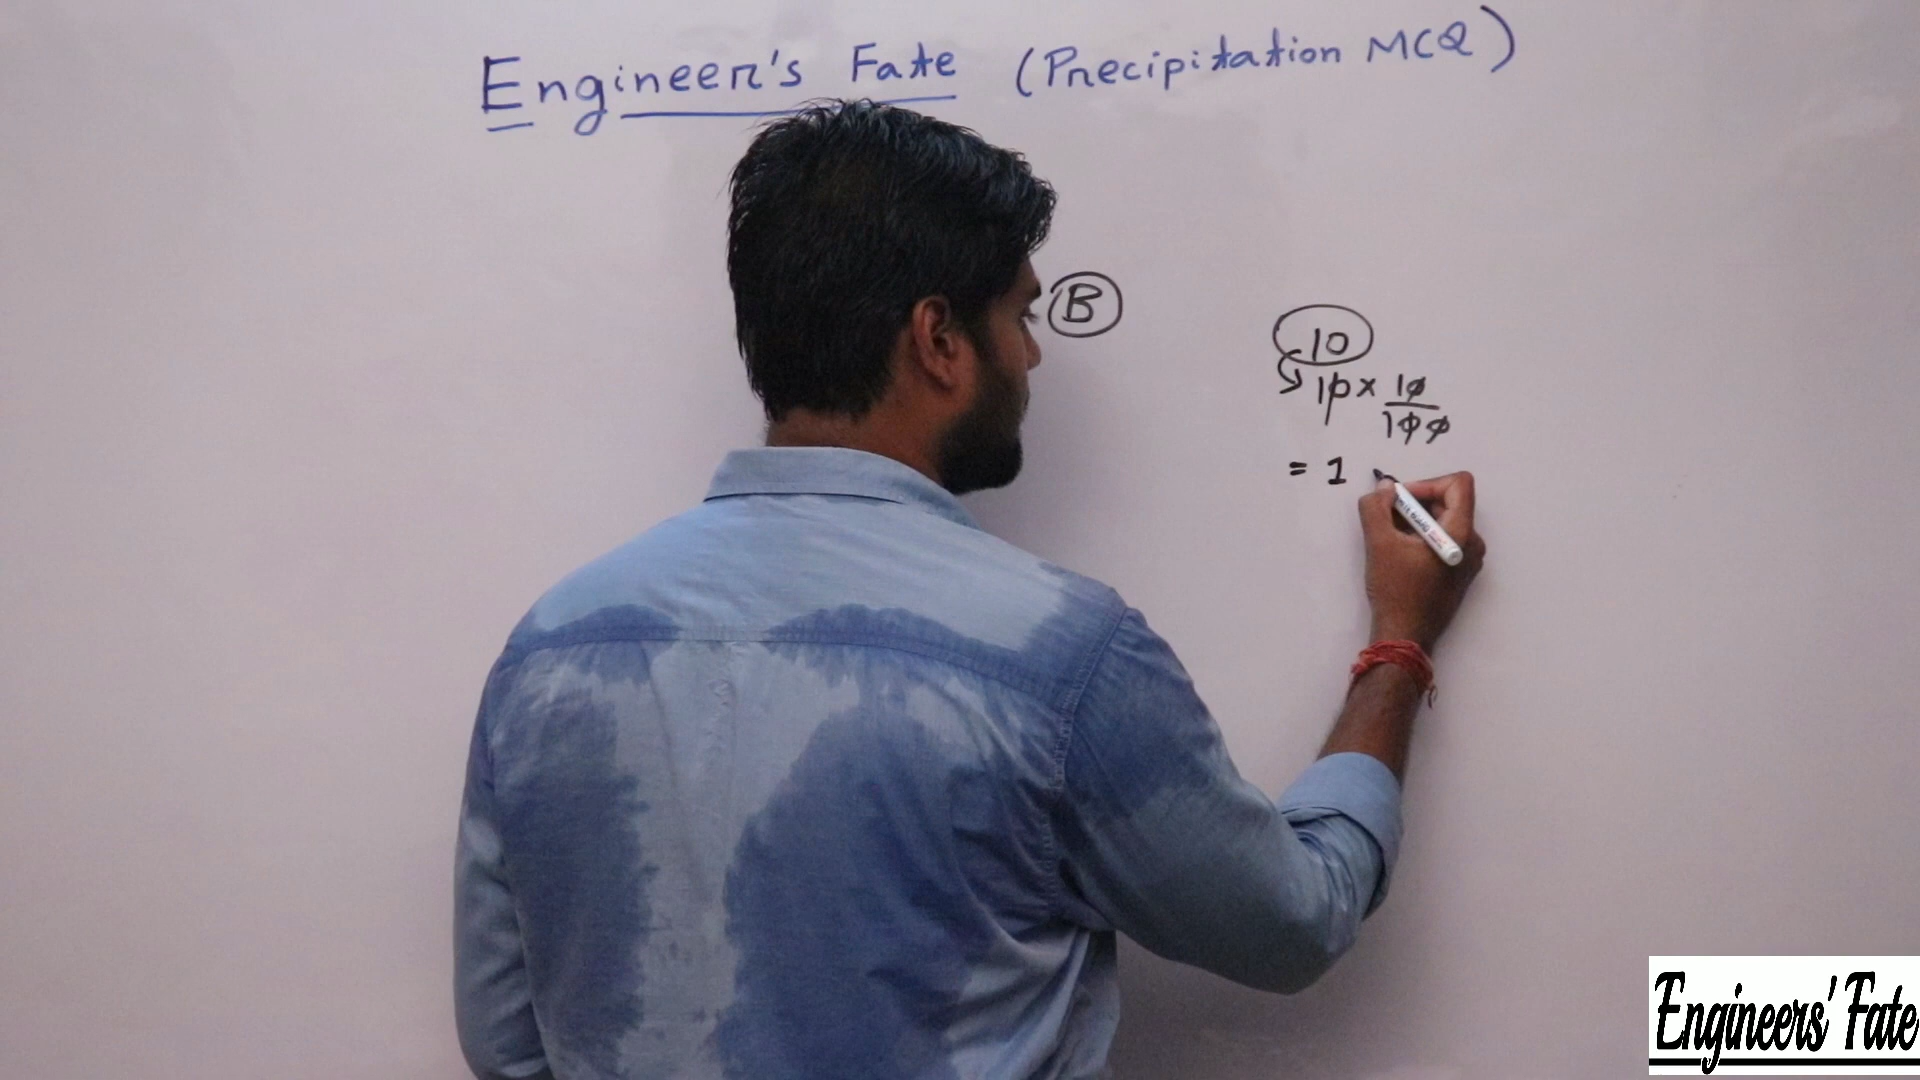 Engineer's Fate (Precipitation MCQ)
B
10
10 x 10/100
= 1
Engineers' Fate